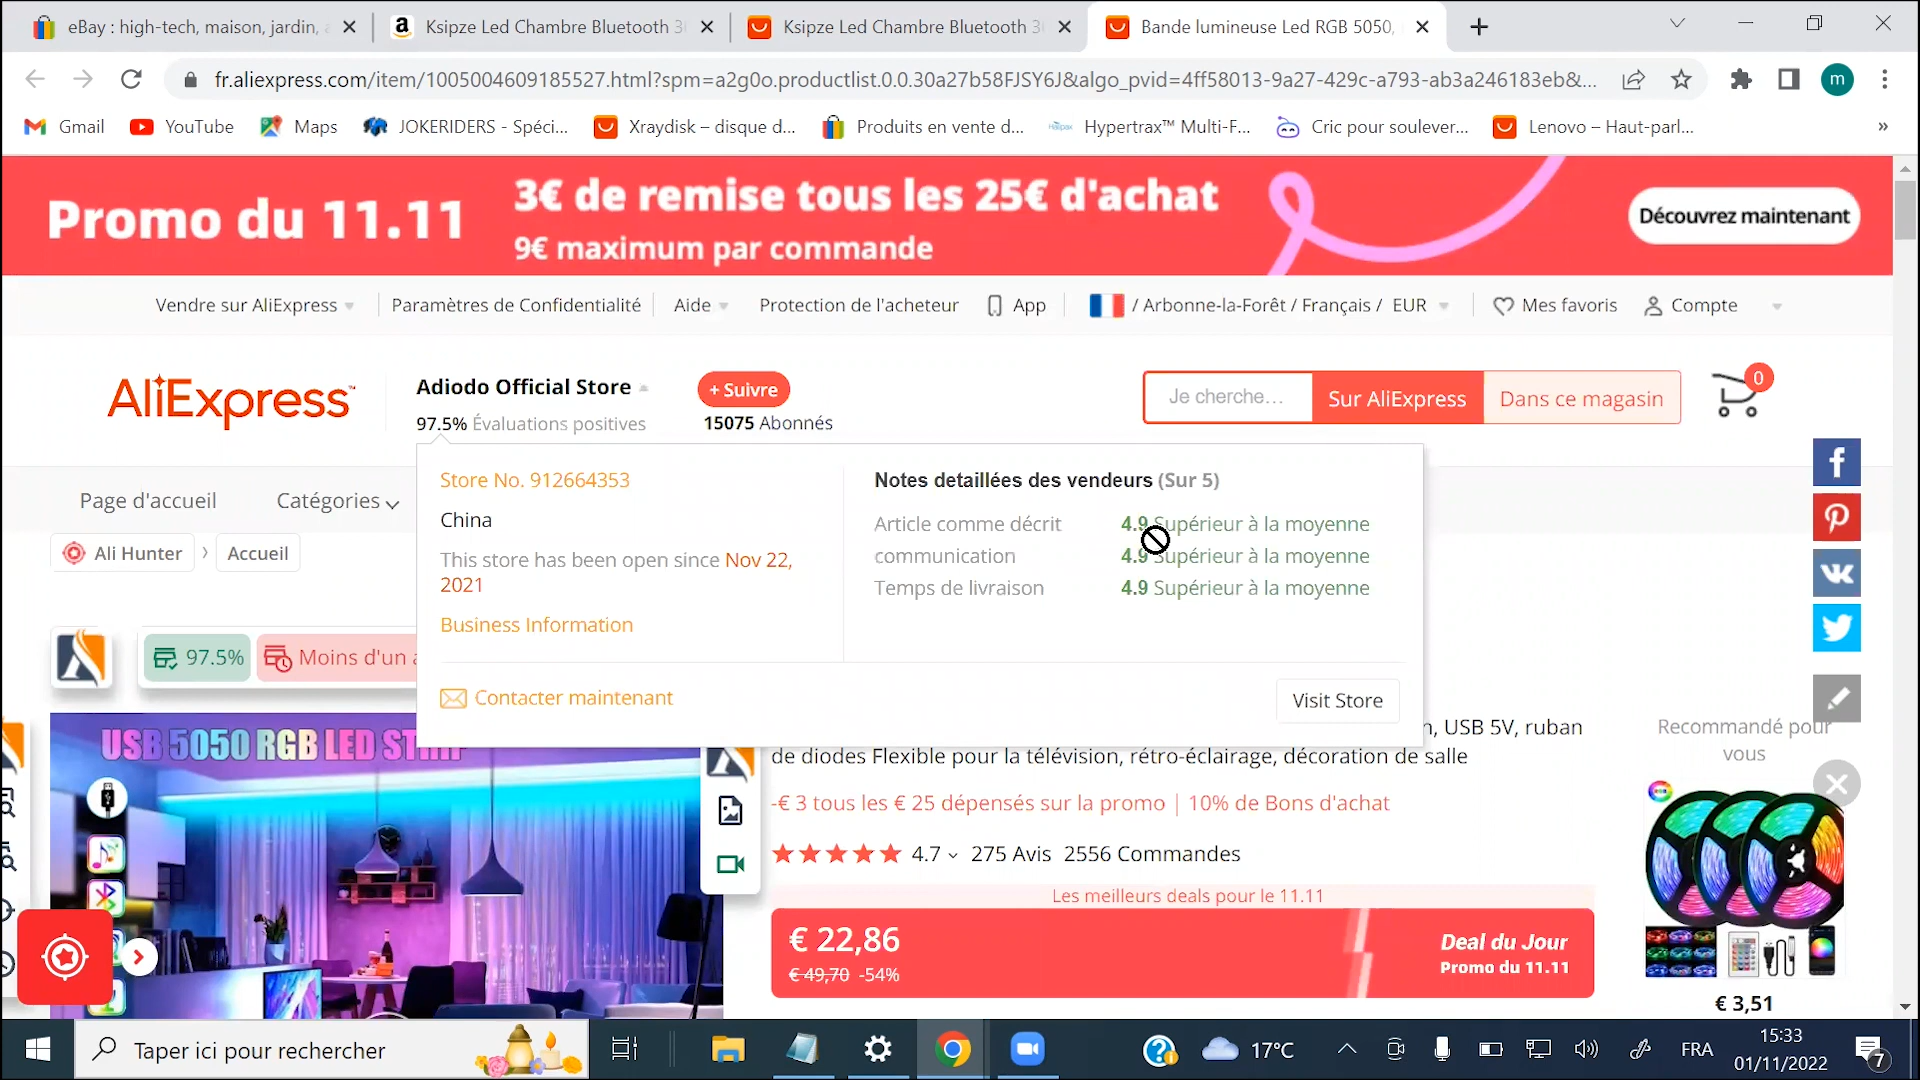 eBay : high-tech, maison, jardin,
Ksipze Led Chambre Bluetooth 3
Ksipze Led Chambre Bluetooth 3
Bande lumineuse Led RGB 5050,
fr.aliexpress.com/item/1005004609185527.html?spm=a2g0o.productlist.0.0.30a27b58FJSY6J&algo_pvid=4ff58013-9a27-429c-a793-ab3a246183eb&...
m
Gmail
YouTube
Maps
JOKERIDERS - Spéci...
Xraydisk – disque d...
Produits en vente d...
Hypertrax™ Multi-F...
Cric pour soulever...
Lenovo – Haut-parl...
»
Promo du 11.11
3€ de remise tous les 25€ d'achat
9€ maximum par commande
Découvrez maintenant
Vendre sur AliExpress
Paramètres de Confidentialité
Aide
Protection de l'acheteur
App
/ Arbonne-la-Forêt / Français / EUR
Mes favoris
Compte
AliExpress™
Adiodo Official Store
97.5% Évaluations positives
+ Suivre
15075 Abonnés
Je cherche...
Sur AliExpress
Dans ce magasin
0
Page d'accueil
Catégories
Ali Hunter
Accueil
Store No. 912664353
China
This store has been open since Nov 22,
2021
Business Information
Contacter maintenant
Notes detaillées des vendeurs (Sur 5)
Article comme décrit 4.9 Supérieur à la moyenne
communication 4.9 Supérieur à la moyenne
Temps de livraison 4.9 Supérieur à la moyenne
Visit Store
97.5%
Moins d'un a
USB 5050 RGB LED STRIP
n, USB 5V, ruban
de diodes Flexible pour la télévision, rétro-éclairage, décoration de salle
-€ 3 tous les € 25 dépensés sur la promo | 10% de Bons d'achat
4.7 275 Avis 2556 Commandes
Les meilleurs deals pour le 11.11
€ 22,86
€ 49,70 -54%
Deal du Jour
Promo du 11.11
Recommandé pour
vous
€ 3,51
Taper ici pour rechercher
17°C
FRA
15:33
01/11/2022
7